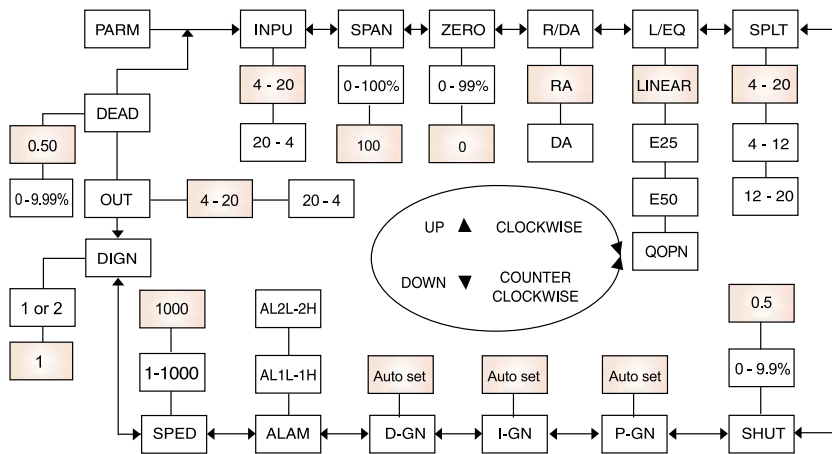 PARM
INPU
SPAN
ZERO
R/DA
L/EQ
SPLT
4 - 20
0-100%
0 - 99%
RA
LINEAR
4 - 20
DEAD
20 - 4
100
0
DA
E25
4 - 12
0.50
0 - 9.99%
OUT
4 - 20
20 - 4
E50
12 - 20
UP ▲ CLOCKWISE
QOPN
DIGN
DOWN ▼ COUNTER
CLOCKWISE
1 or 2
1000
AL2L-2H
0.5
1
1-1000
AL1L-1H
Auto set
Auto set
Auto set
0 - 9.9%
SPED
ALAM
D-GN
I-GN
P-GN
SHUT